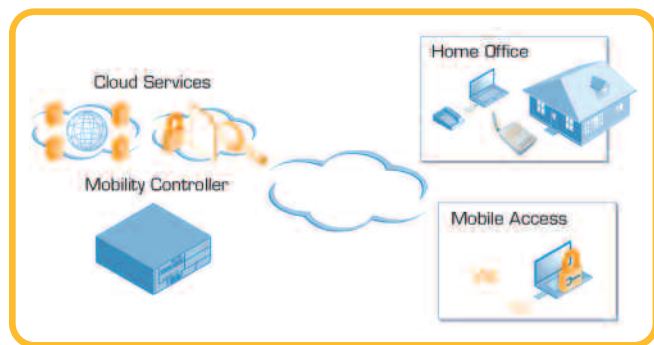 Home Office
Cloud Services
Mobility Controller
Mobile Access